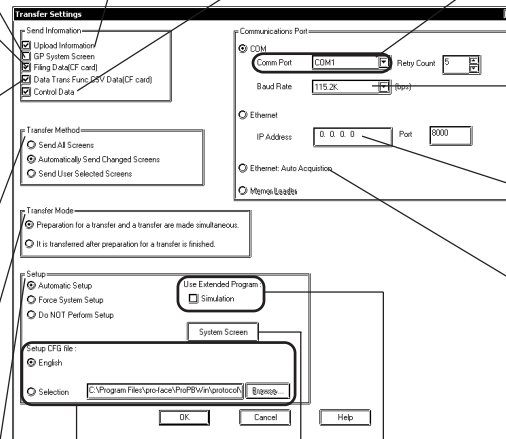 Transfer Settings
Send Information
Upload Information
GP System Screen
Filing Data(CF card)
Data Trans Func CSV Data(CF card)
Control Data
Communications Port
COM
Comm Port COM1 Retry Count 5
Baud Rate 115.2K (bps)
Ethernet
IP Address 0. 0. 0. 0 Port 8000
Ethernet: Auto Acquistion
Memory Loader
Transfer Method
Send All Screens
Automatically Send Changed Screens
Send User Selected Screens
Transfer Mode
Preparation for a transfer and a transfer are made simultaneous.
It is transferred after preparation for a transfer is finished.
Setup
Automatic Setup
Force System Setup
Do NOT Perform Setup
Use Extended Program :
Simulation
System Screen
Setup CFG file :
English
Selection C:\Program Files\pro-face\ProPBWin\protocol\ Browse...
OK Cancel Help